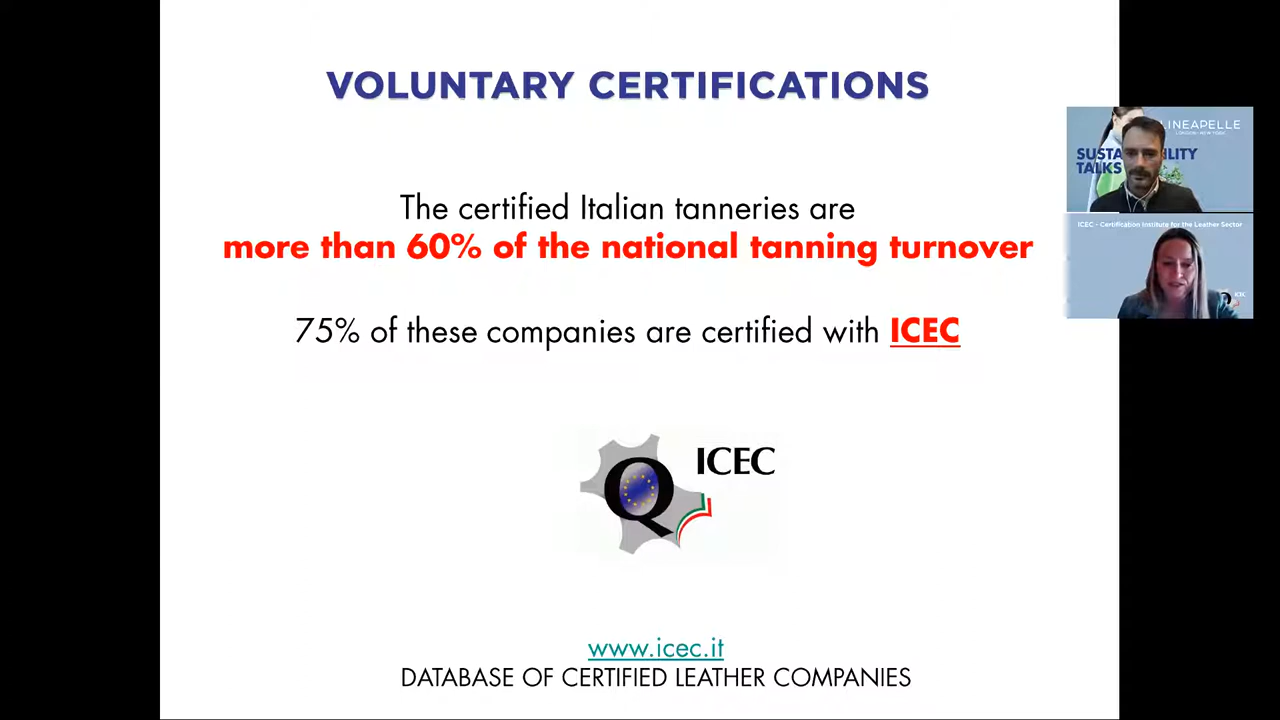 VOLUNTARY CERTIFICATIONS
The certified Italian tanneries are
more than 60% of the national tanning turnover
75% of these companies are certified with ICEC
Q ICEC
www.icec.it
DATABASE OF CERTIFIED LEATHER COMPANIES
LINEAPELLE
LONDON - NEW YORK
TALKS
ICEC - Certification Institute for the Leather Sector